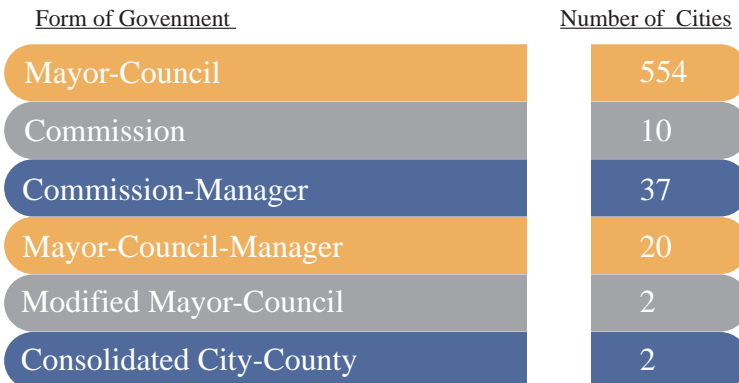 Form of Govenment Number of Cities
Mayor-Council 554
Commission 10
Commission-Manager 37
Mayor-Council-Manager 20
Modified Mayor-Council 2
Consolidated City-County 2